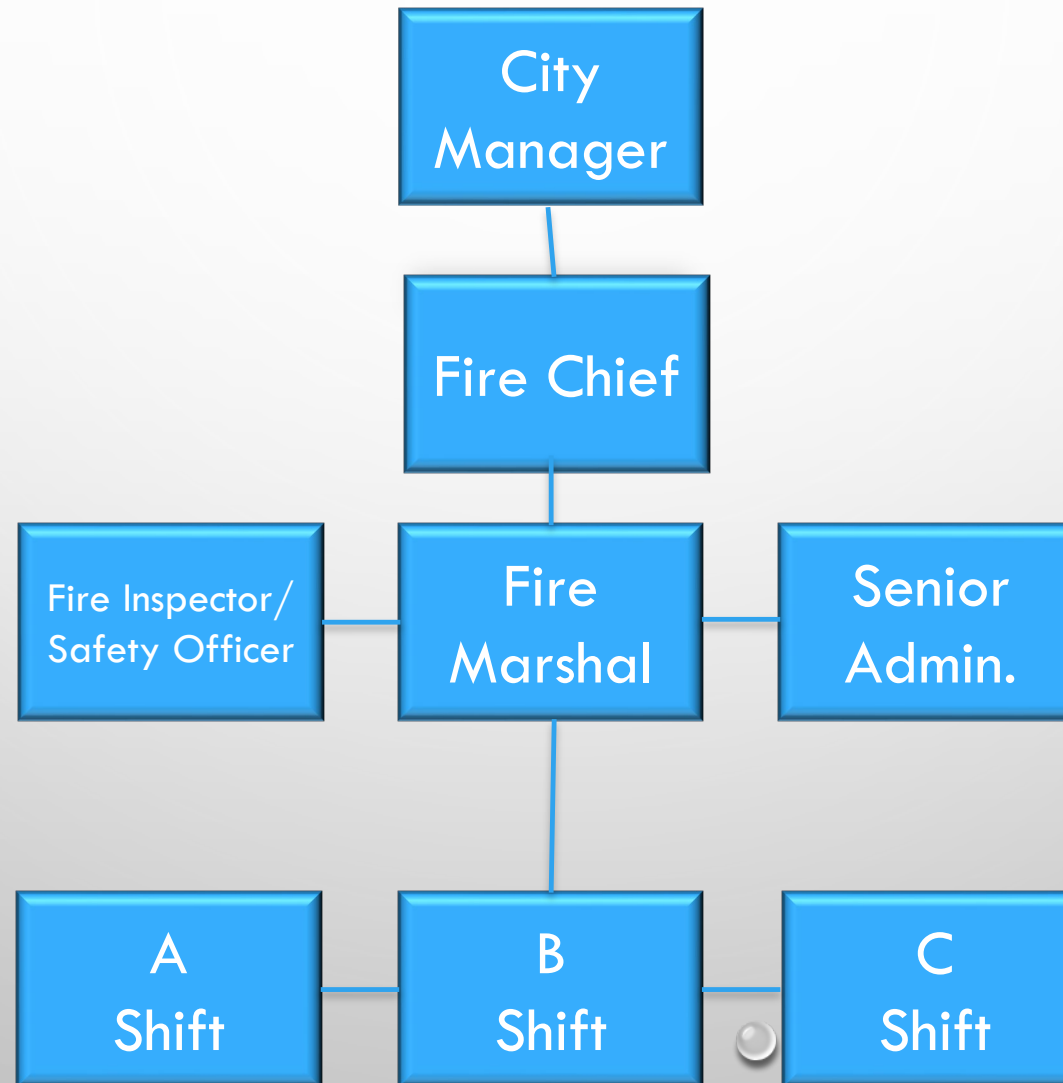 City
Manager
Fire Chief
Fire Inspector/
Safety Officer
Fire
Marshal
Senior
Admin.
A
Shift
B
Shift
C
Shift